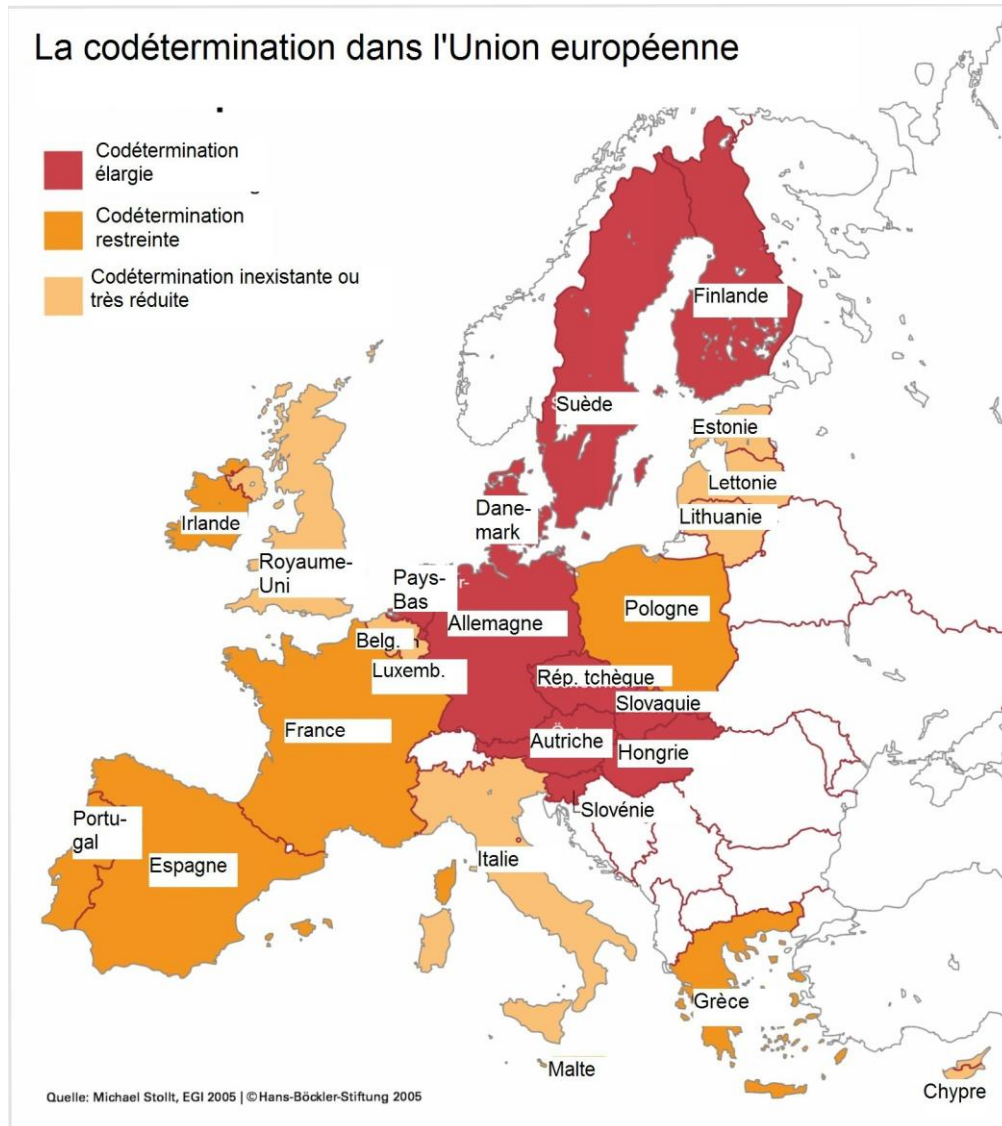 La codétermination dans l'Union européenne
Codétermination
élargie
Codétermination
restreinte
Codétermination inexistante ou
très réduite
Finlande
Suède
Estonie
Lettonie
Lithuanie
Dane-
mark
Irlande
Royaume-
Uni
Pays-
Bas
Allemagne
Pologne
Belg.
Luxemb.
Rép. tchèque
Slovaquie
France
Autriche
Hongrie
Slovénie
Portu-
gal
Espagne
Italie
Grèce
Malte
Chypre
Quelle: Michael Stollt, EGI 2005 | © Hans-Böckler-Stiftung 2005